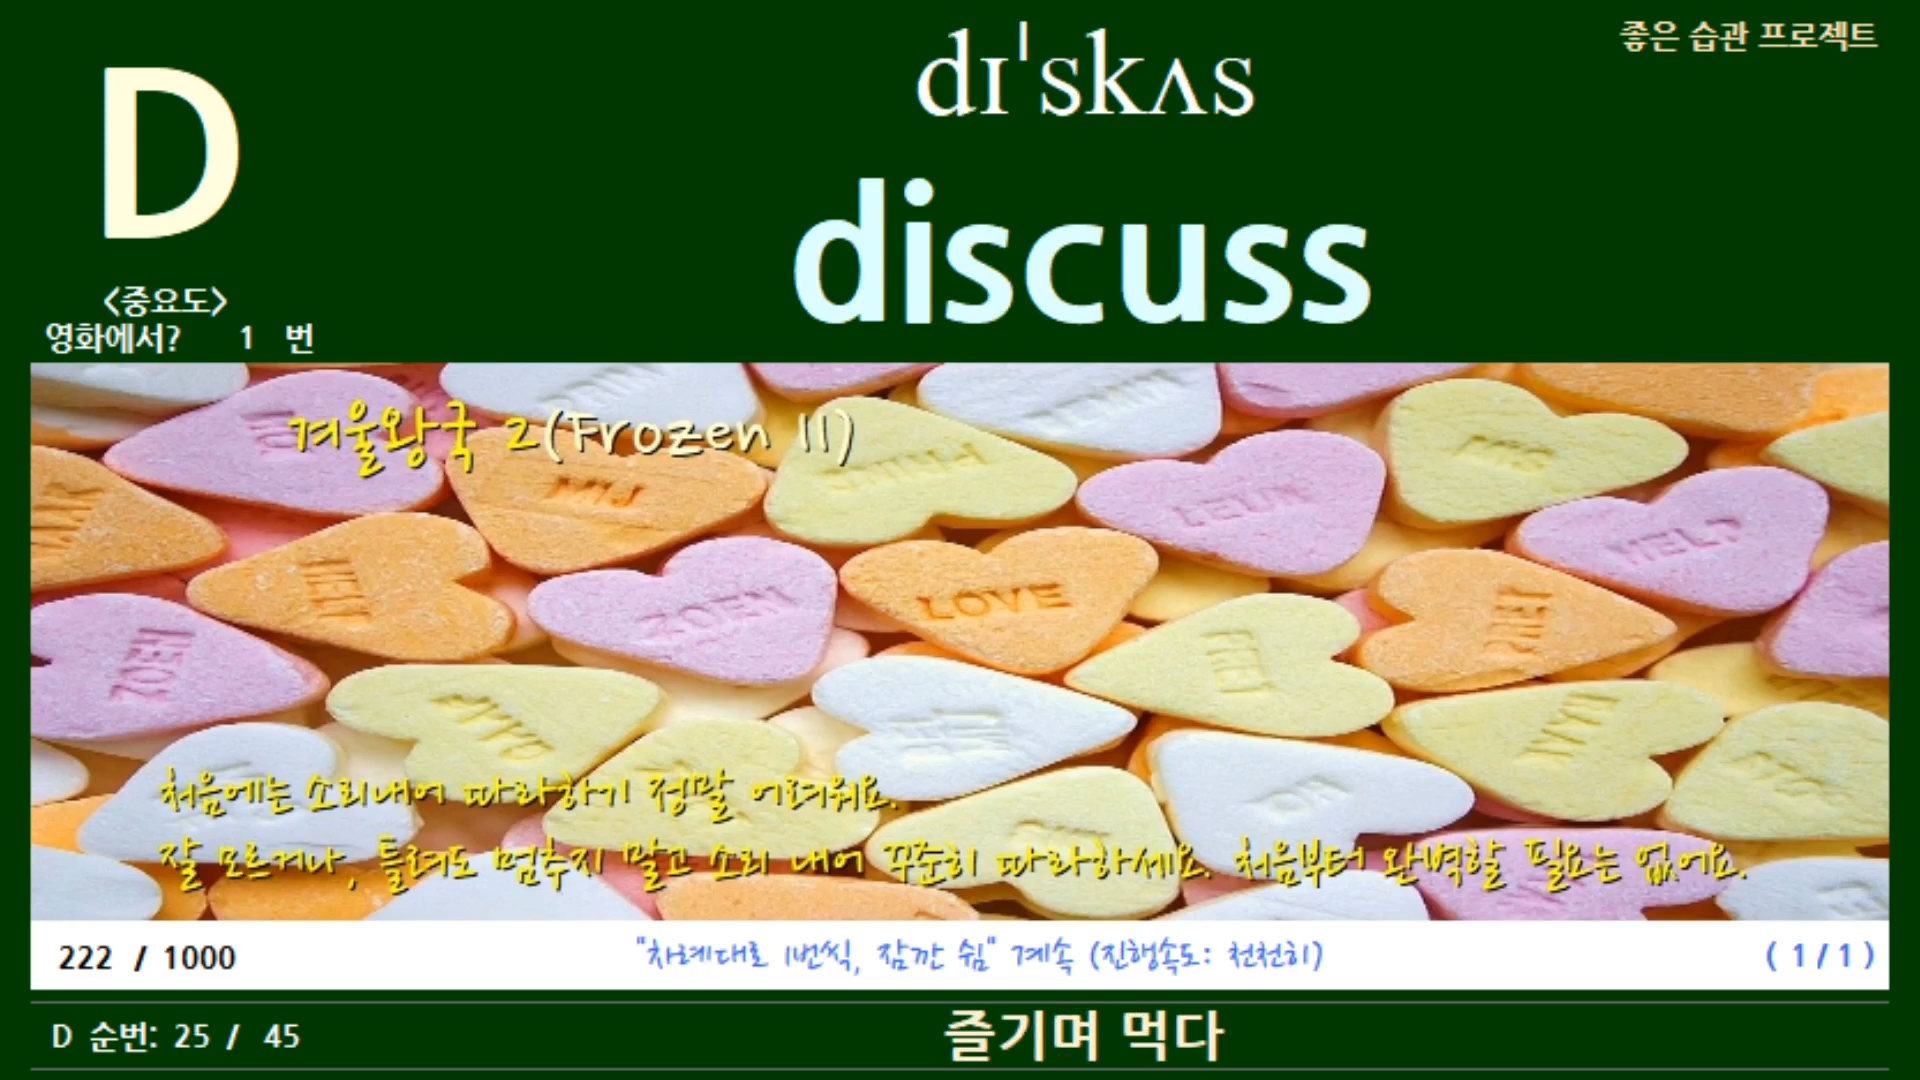 좋은 습관 프로젝트
D
dɪˈskʌs
discuss
<중요도>
영화에서? 1 번
겨울왕국 2(Frozen II)
MIJ
LEUK
HELP
ZOEN
LOVE
처음에는 소리내어 따라하기 정말 어려워요.
잘 모르거나, 틀려도 멈추지 말고 소리 내어 꾸준히 따라하세요. 처음부터 완벽할 필요는 없어요.
222 / 1000
"차례대로 1번씩, 잠깐 쉼" 계속 (진행속도: 천천히)
( 1 / 1 )
D 순번: 25 / 45
즐기며 먹다